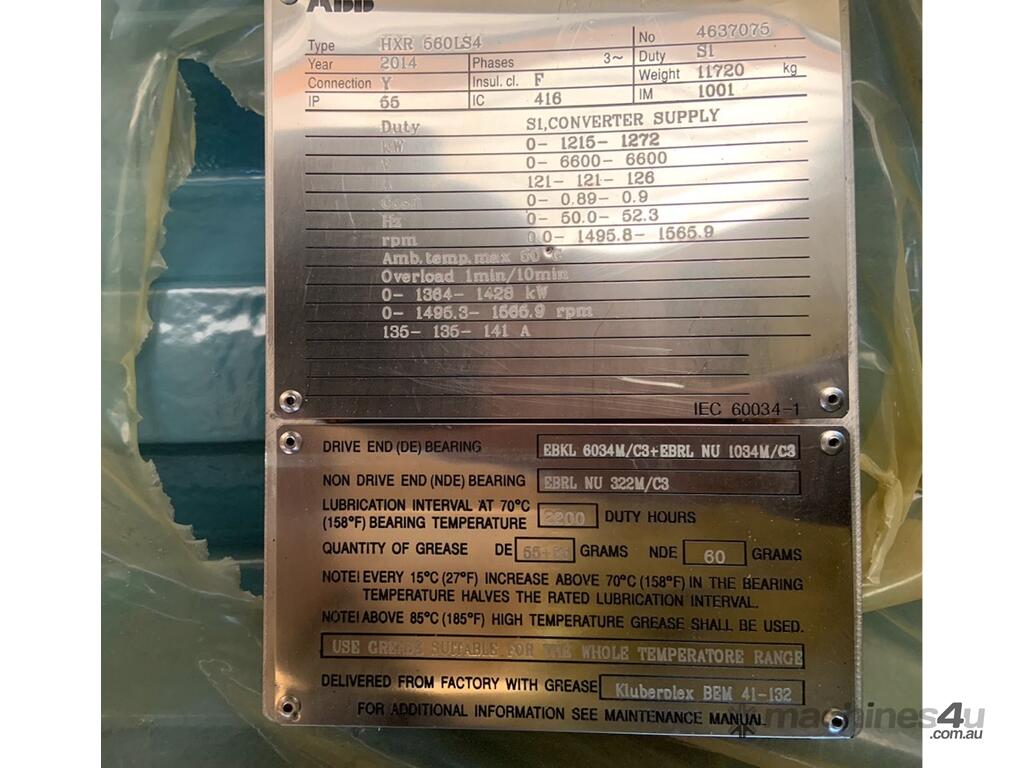 ABB
Type HXR 560LS4 No 4637075
Year 2014 Phases 3~ Duty S1
Connection Y Insul. cl. F Weight 11720 kg
IP 55 IC 416 IM 1001
Duty S1,CONVERTER SUPPLY
kW 0- 1215- 1272
V 0- 6600- 6600
121- 121- 126
0- 0.89- 0.9
Hz 0- 50.0- 52.3
rpm 0.0- 1495.8- 1565.9
Amb.temp.max 50°C
Overload 1min/10min
0- 1364- 1428 kW
0- 1495.3- 1565.9 rpm
135- 135- 141 A
IEC 60034-1
DRIVE END (DE) BEARING EBKL 6034M/C3+EBRL NU 1034M/C3
NON DRIVE END (NDE) BEARING EBRL NU 322M/C3
LUBRICATION INTERVAL AT 70°C
(158°F) BEARING TEMPERATURE 2200 DUTY HOURS
QUANTITY OF GREASE DE GRAMS NDE 60 GRAMS
NOTE! EVERY 15°C (27°F) INCREASE ABOVE 70°C (158°F) IN THE BEARING
TEMPERATURE HALVES THE RATED LUBRICATION INTERVAL.
NOTE! ABOVE 85°C (185°F) HIGH TEMPERATURE GREASE SHALL BE USED.
USE GREASE SUITABLE FOR THE WHOLE TEMPERATORE RANGE
DELIVERED FROM FACTORY WITH GREASE Kluberplex BEM 41-132
FOR ADDITIONAL INFORMATION SEE MAINTENANCE MANUAL
machines4u
.com.au